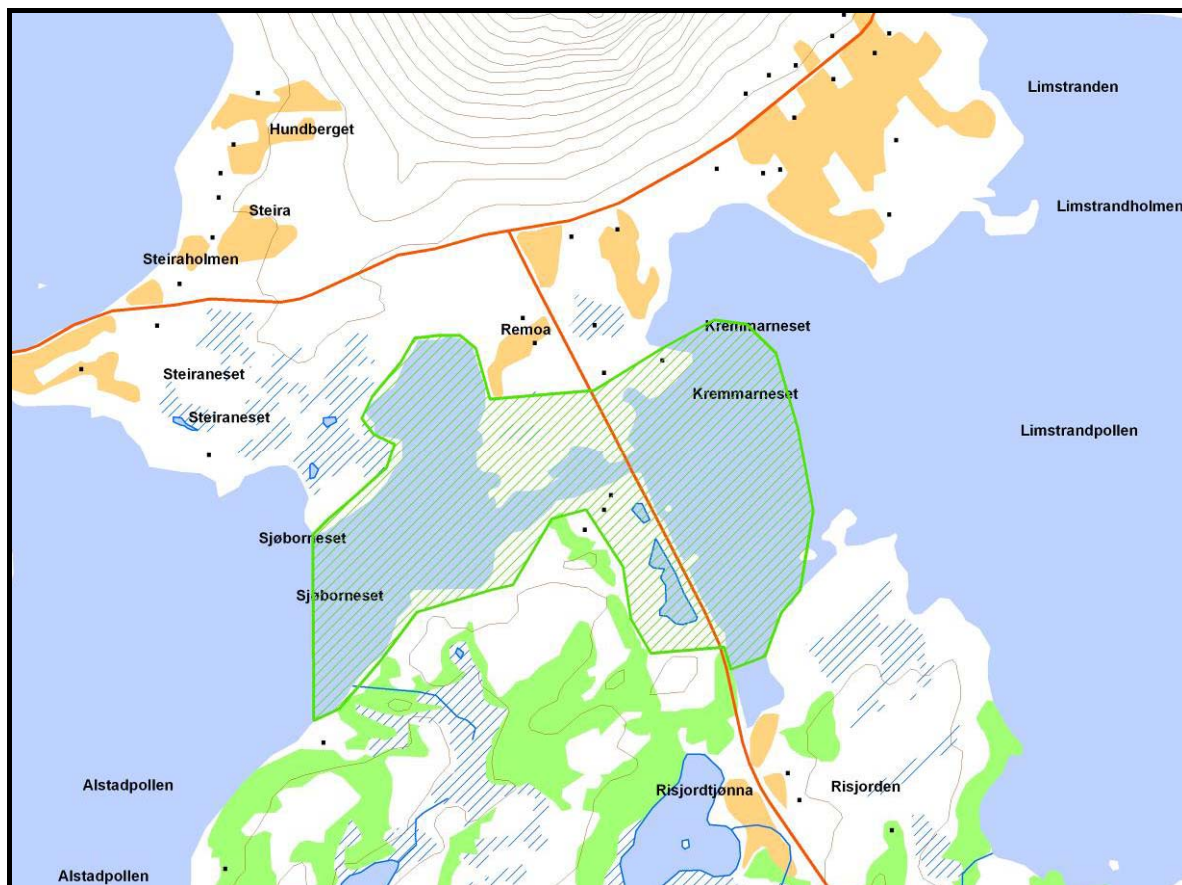 Limstranden
Hundberget
Limstrandholmen
Steira
Steiraholmen
Kremmarneset
Remoa
Steiraneset
Kremmarneset
Steiraneset
Limstrandpollen
Sjøborneset
Sjøborneset
Alstadpollen
Risjordtjønna
Risjorden
Alstadpollen